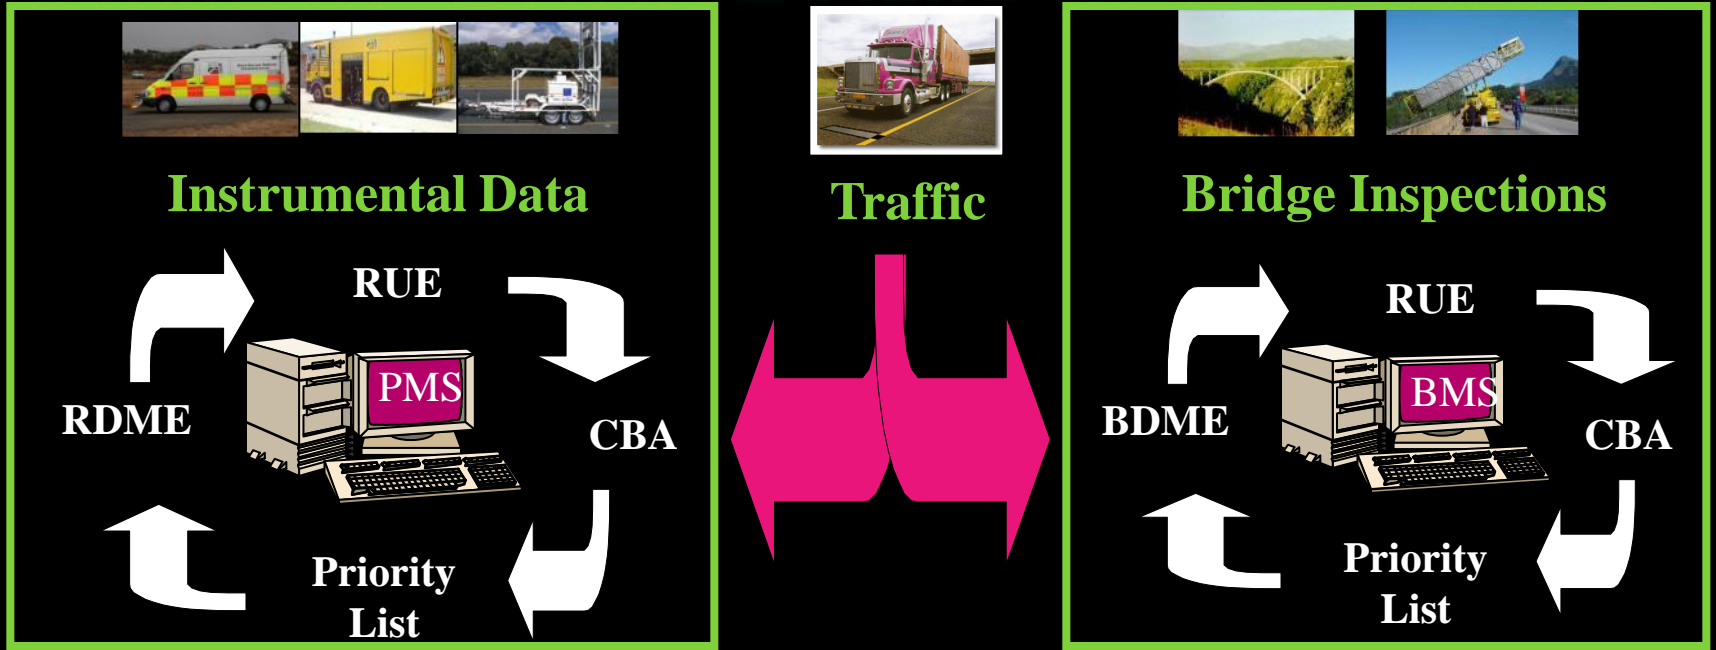 Instrumental Data
RUE
PMS
RDME
CBA
Priority
List
Traffic
Bridge Inspections
RUE
BMS
BDME
CBA
Priority
List